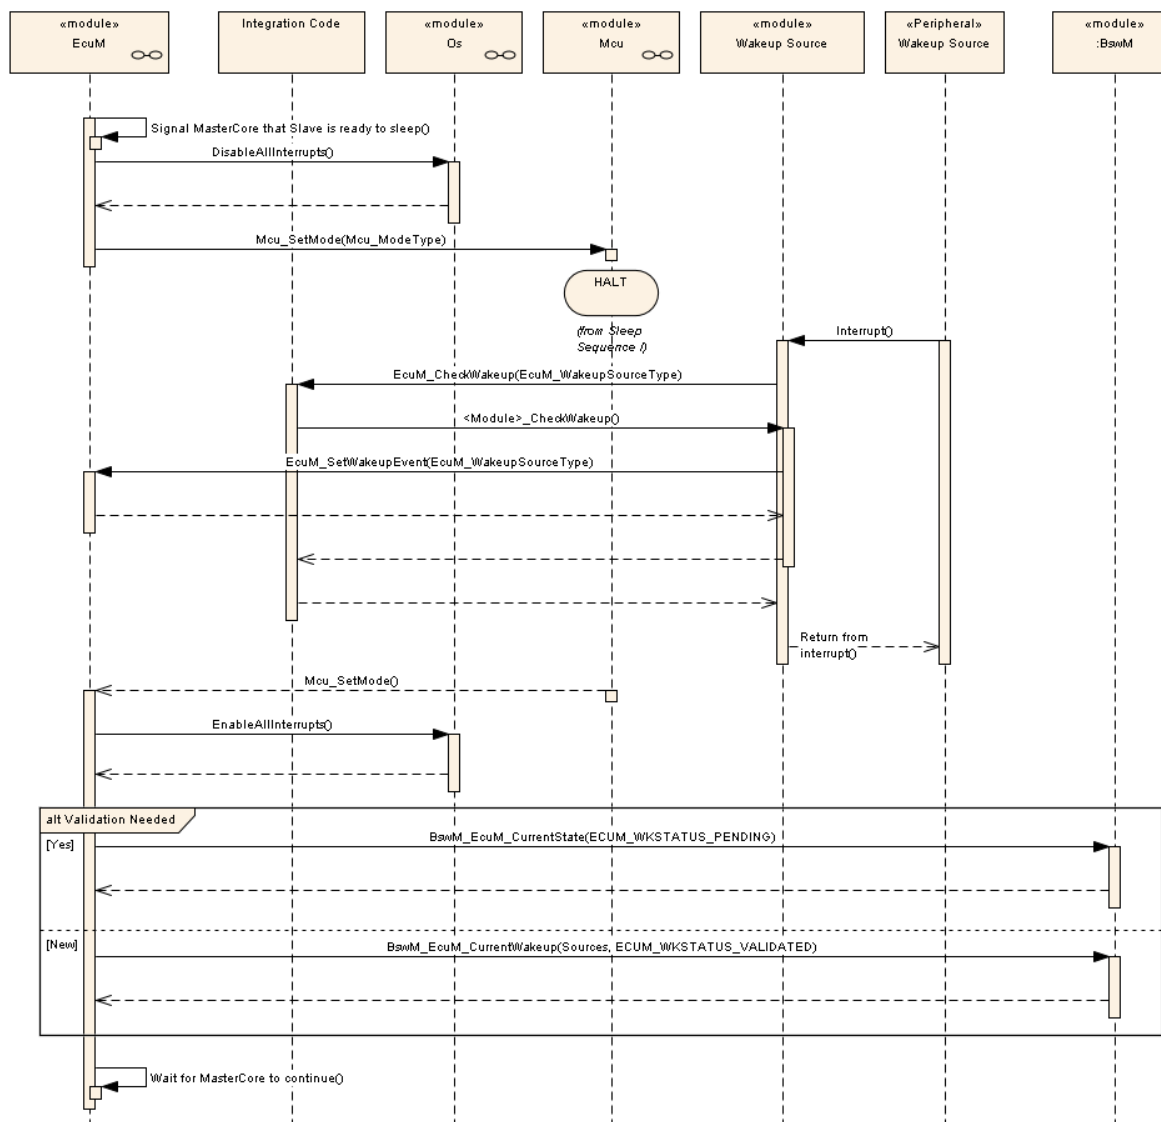 «module»
EcuM
Integration Code
«module»
Os
«module»
Mcu
«module»
Wakeup Source
«Peripheral»
Wakeup Source
«module»
:BswM
Signal MasterCore that Slave is ready to sleep()
DisableAllInterrupts()
Mcu_SetMode(Mcu_ModeType)
HALT
(from Sleep
Sequence I)
Interrupt()
EcuM_CheckWakeup(EcuM_WakeupSourceType)
<Module>_CheckWakeup()
EcuM_SetWakeupEvent(EcuM_WakeupSourceType)
Return from
interrupt()
Mcu_SetMode()
EnableAllInterrupts()
alt Validation Needed
[Yes]
BswM_EcuM_CurrentState(ECUM_WKSTATUS_PENDING)
[New]
BswM_EcuM_CurrentWakeup(Sources, ECUM_WKSTATUS_VALIDATED)
Wait for MasterCore to continue()